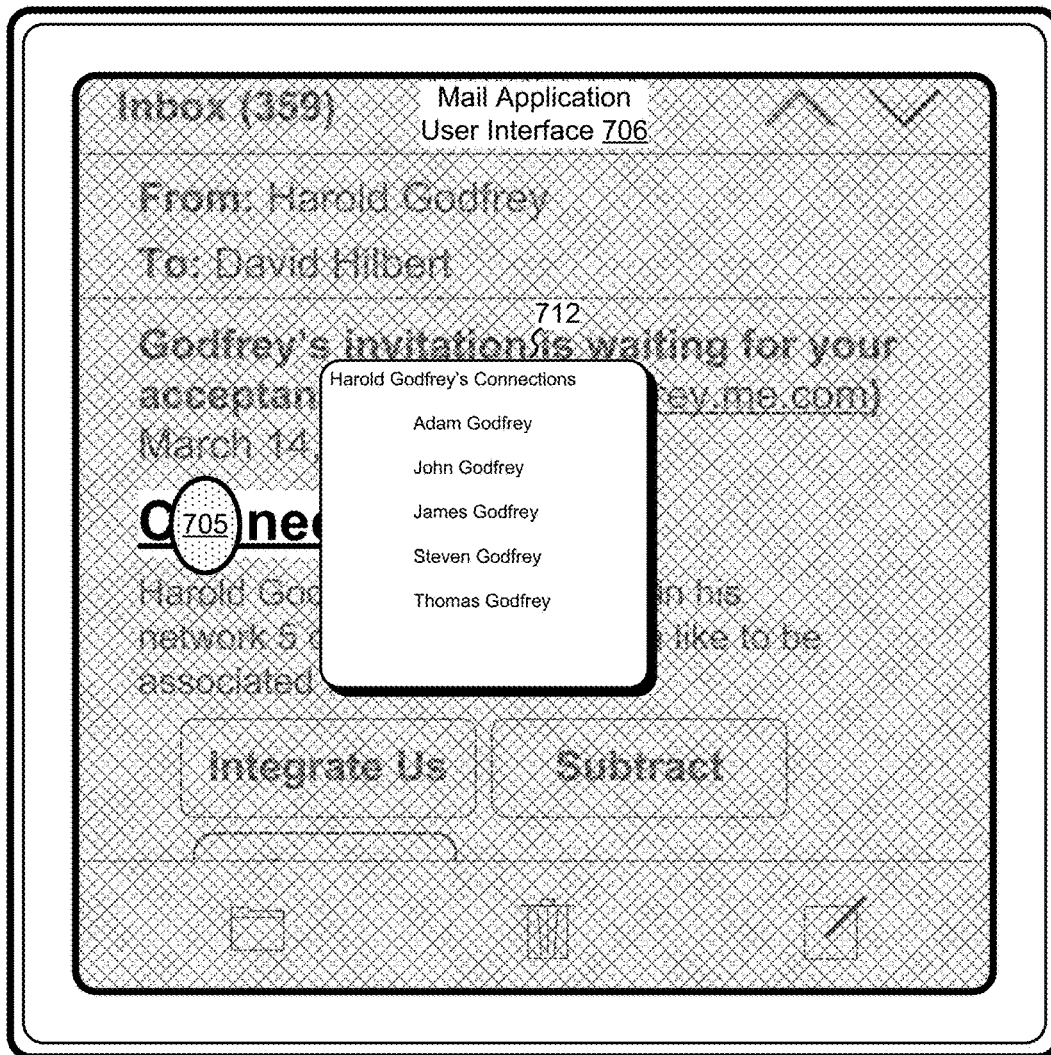 Inbox (359)
Mail Application
User Interface 706
From: Harold Godfrey
To: David Hilbert
712
Godfrey's invitation is waiting for your
acceptan rey.me.com)
March 14,
Harold Godfrey's Connections
Adam Godfrey
John Godfrey
James Godfrey
Steven Godfrey
Thomas Godfrey
C 705 nec
Harold God in his
network & like to be
associated
Integrate Us Subtract